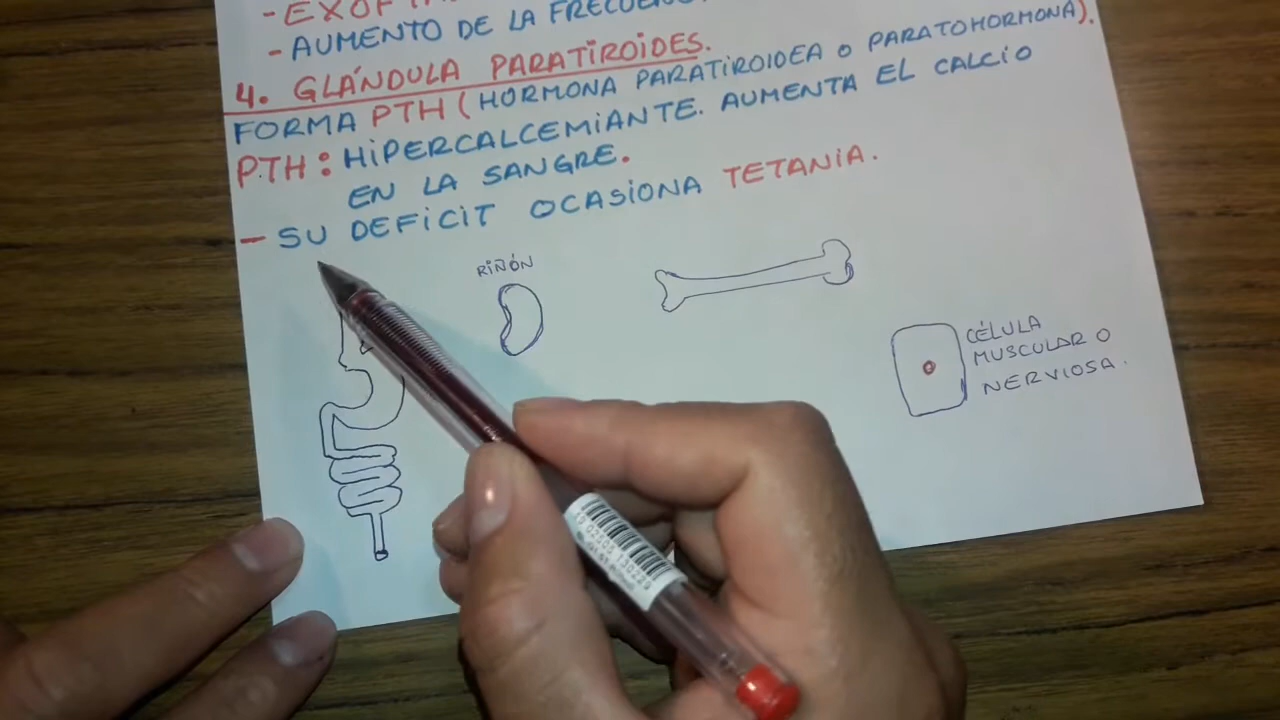 - EXOF
- AUMENTO DE LA
4. GLÁNDULA PARATIROIDES.
FORMA PTH (HORMONA PARATIROIDEA O PARATOHORMONA).
PTH: HIPERCALCEMIANTE. AUMENTA EL CALCIO
EN LA SANGRE.
- SU DEFICIT OCASIONA TETANIA.
RIÑÓN
CÉLULA
MUSCULAR O
NERVIOSA.